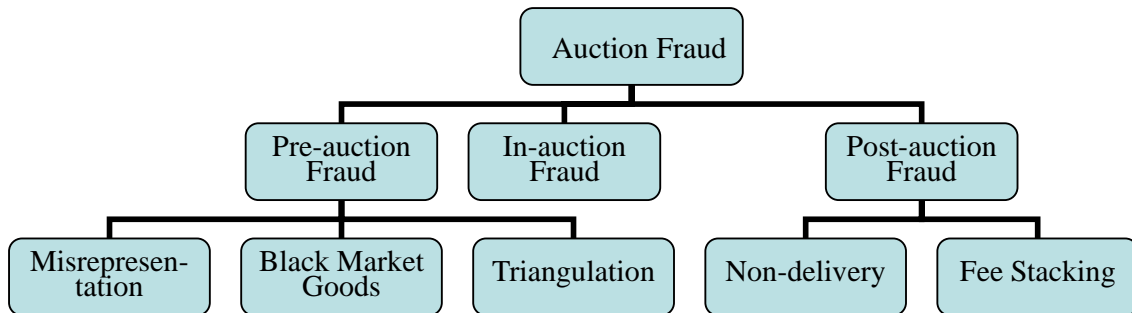 Auction Fraud
Pre-auction
Fraud
In-auction
Fraud
Post-auction
Fraud
Misrepresen-
tation
Black Market
Goods
Triangulation
Non-delivery
Fee Stacking